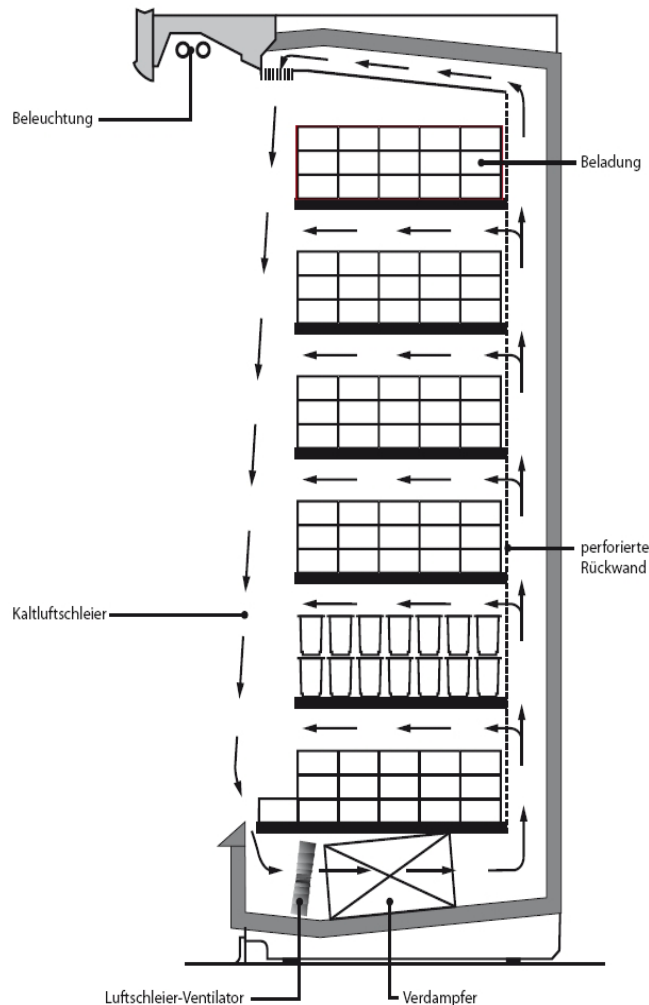 Beleuchtung
Beladung
perforierte
Rückwand
Kaltluftschleier
Luftschleier-Ventilator
Verdampfer